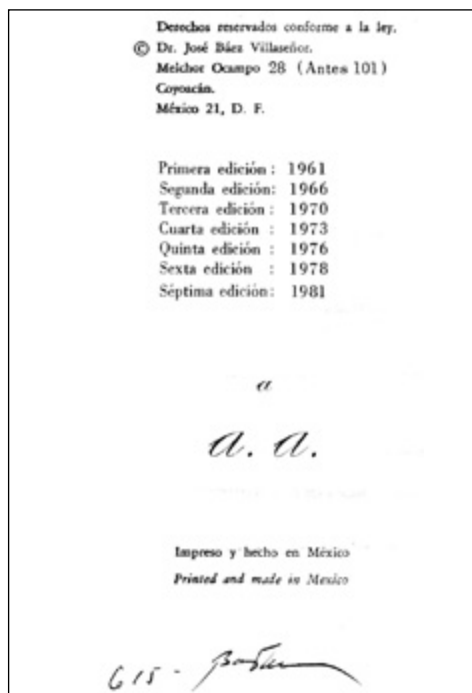 Derechos reservados conforme a la ley.
© Dr. José Báez Villaseñor.
Melchor Ocampo 28 (Antes 101)
Coyoacán.
México 21, D. F.
Primera edición: 1961
Segunda edición: 1966
Tercera edición : 1970
Cuarta edición : 1973
Quinta edición : 1976
Sexta edición : 1978
Séptima edición: 1981
a
a. a.
Impreso y hecho en México
Printed and made in Mexico
615 -